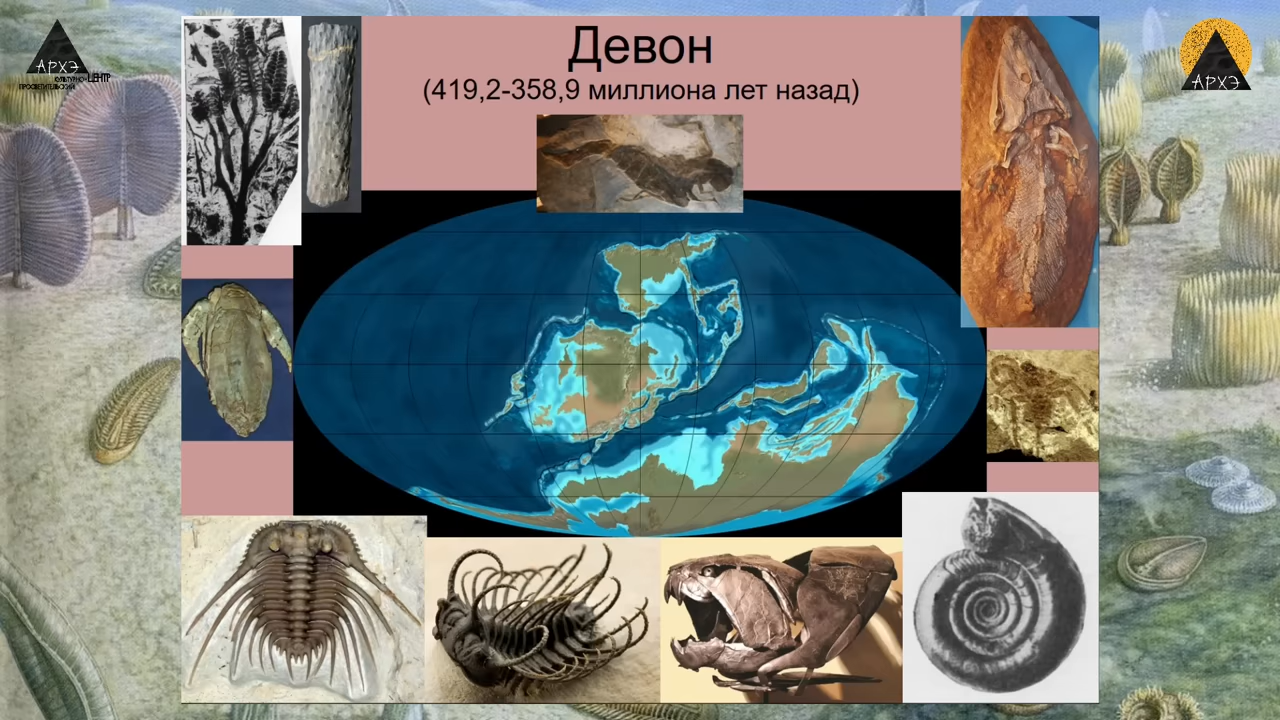 Девон
(419,2-358,9 миллиона лет назад)
АРХЭ
КУЛЬТУРНО-ЦЕНТР
ПРОСВЕТИТЕЛЬСКИЙ
АРХЭ